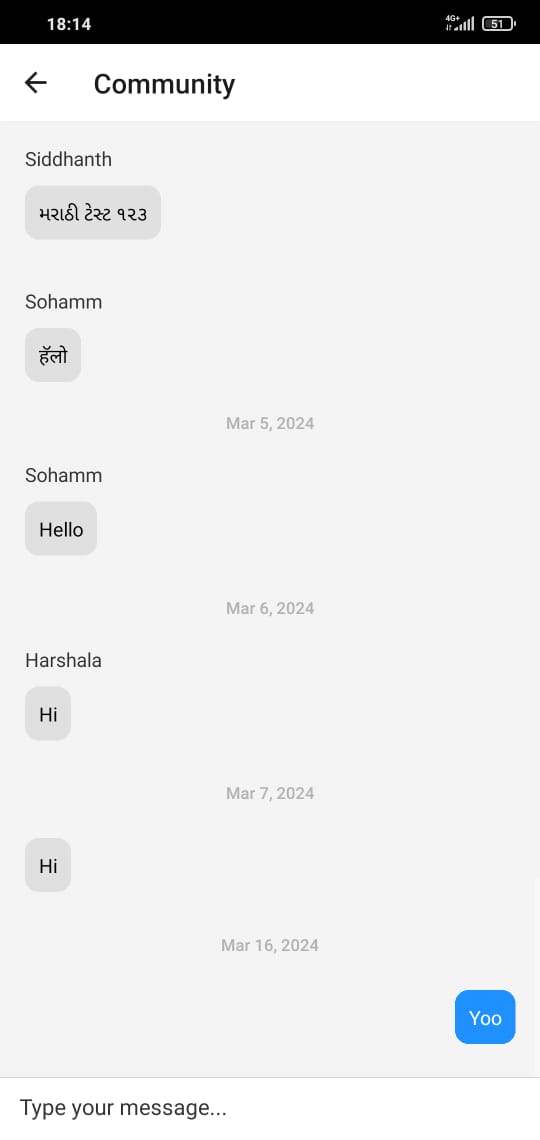 18:14
4G+
51
Community
Siddhanth
મરાઠી ટેસ્ટ ૧૨૩
Sohamm
हॅलो
Mar 5, 2024
Sohamm
Hello
Mar 6, 2024
Harshala
Hi
Mar 7, 2024
Hi
Mar 16, 2024
Yoo
Type your message...